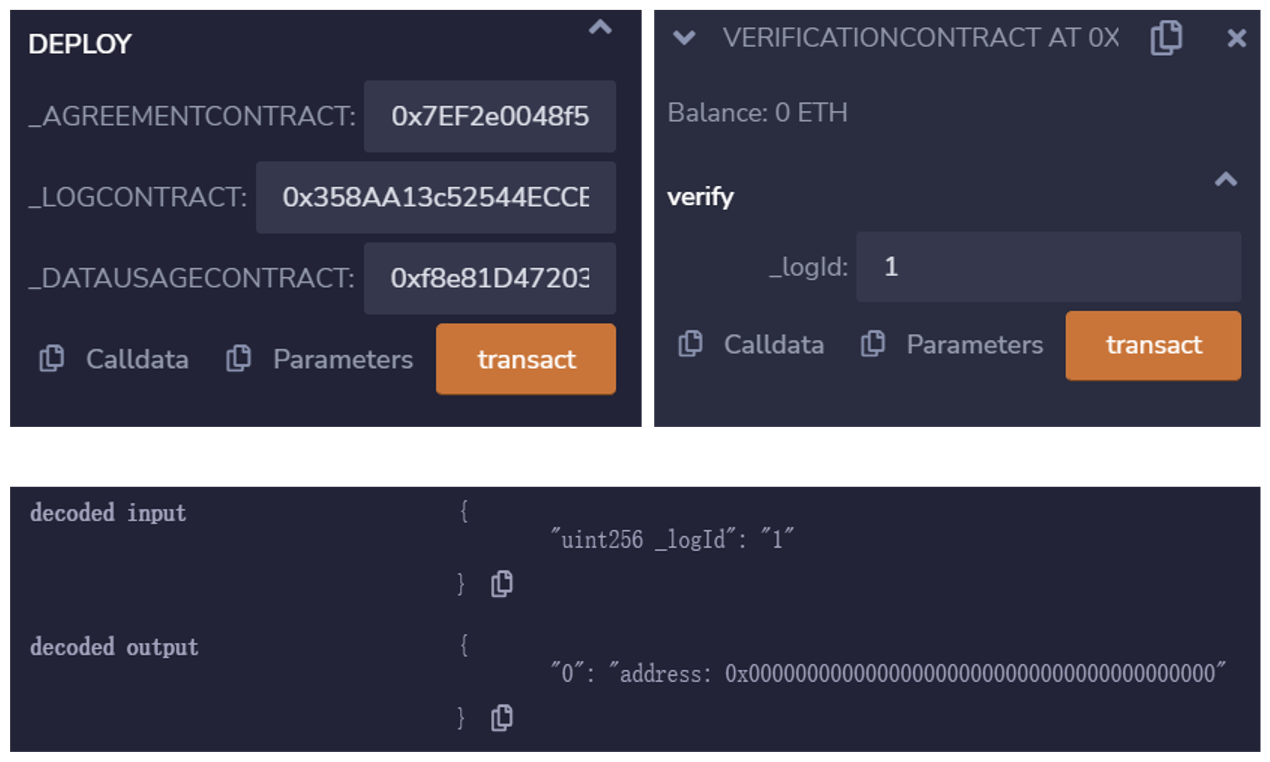 DEPLOY
_AGREEMENTCONTRACT: 0x7EF2e0048f5
_LOGCONTRACT: 0x358AA13c52544ECCE
_DATAUSAGECONTRACT: 0xf8e81D47203
Calldata Parameters transact
VERIFICATIONCONTRACT AT 0X
Balance: 0 ETH
verify
_logId: 1
Calldata Parameters transact
decoded input {
"uint256 _logId": "1"
}
decoded output {
"0": "address: 0x0000000000000000000000000000000000000000"
}